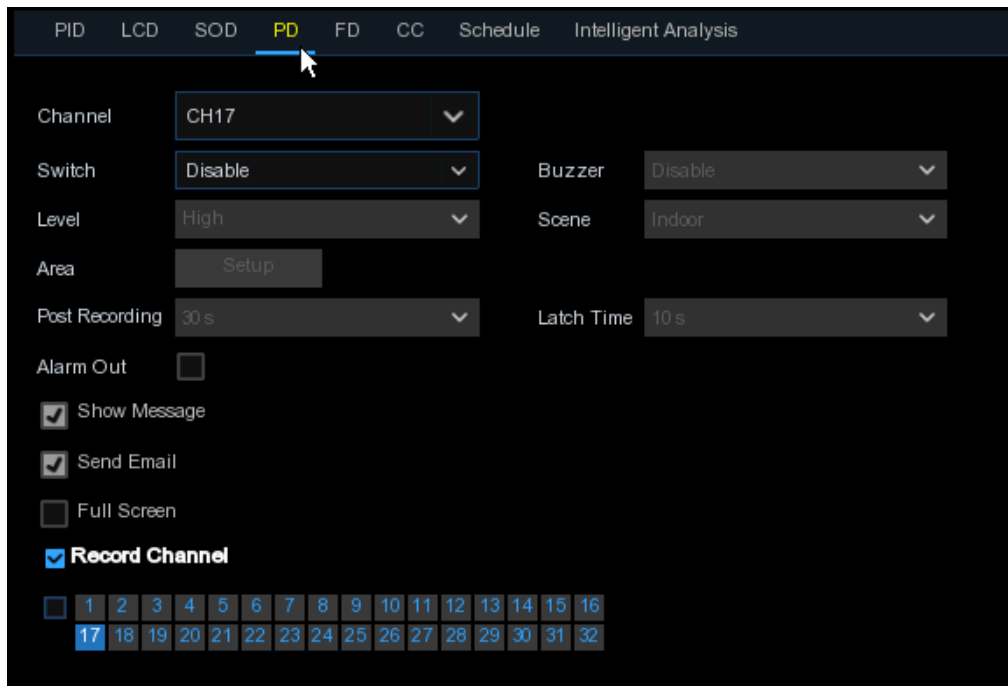 PID LCD SOD PD FD CC Schedule Intelligent Analysis
Channel CH17
Switch Disable Buzzer Disable
Level High Scene Indoor
Area Setup
Post Recording 30 s Latch Time 10 s
Alarm Out
Show Message
Send Email
Full Screen
Record Channel
1 2 3 4 5 6 7 8 9 10 11 12 13 14 15 16
17 18 19 20 21 22 23 24 25 26 27 28 29 30 31 32